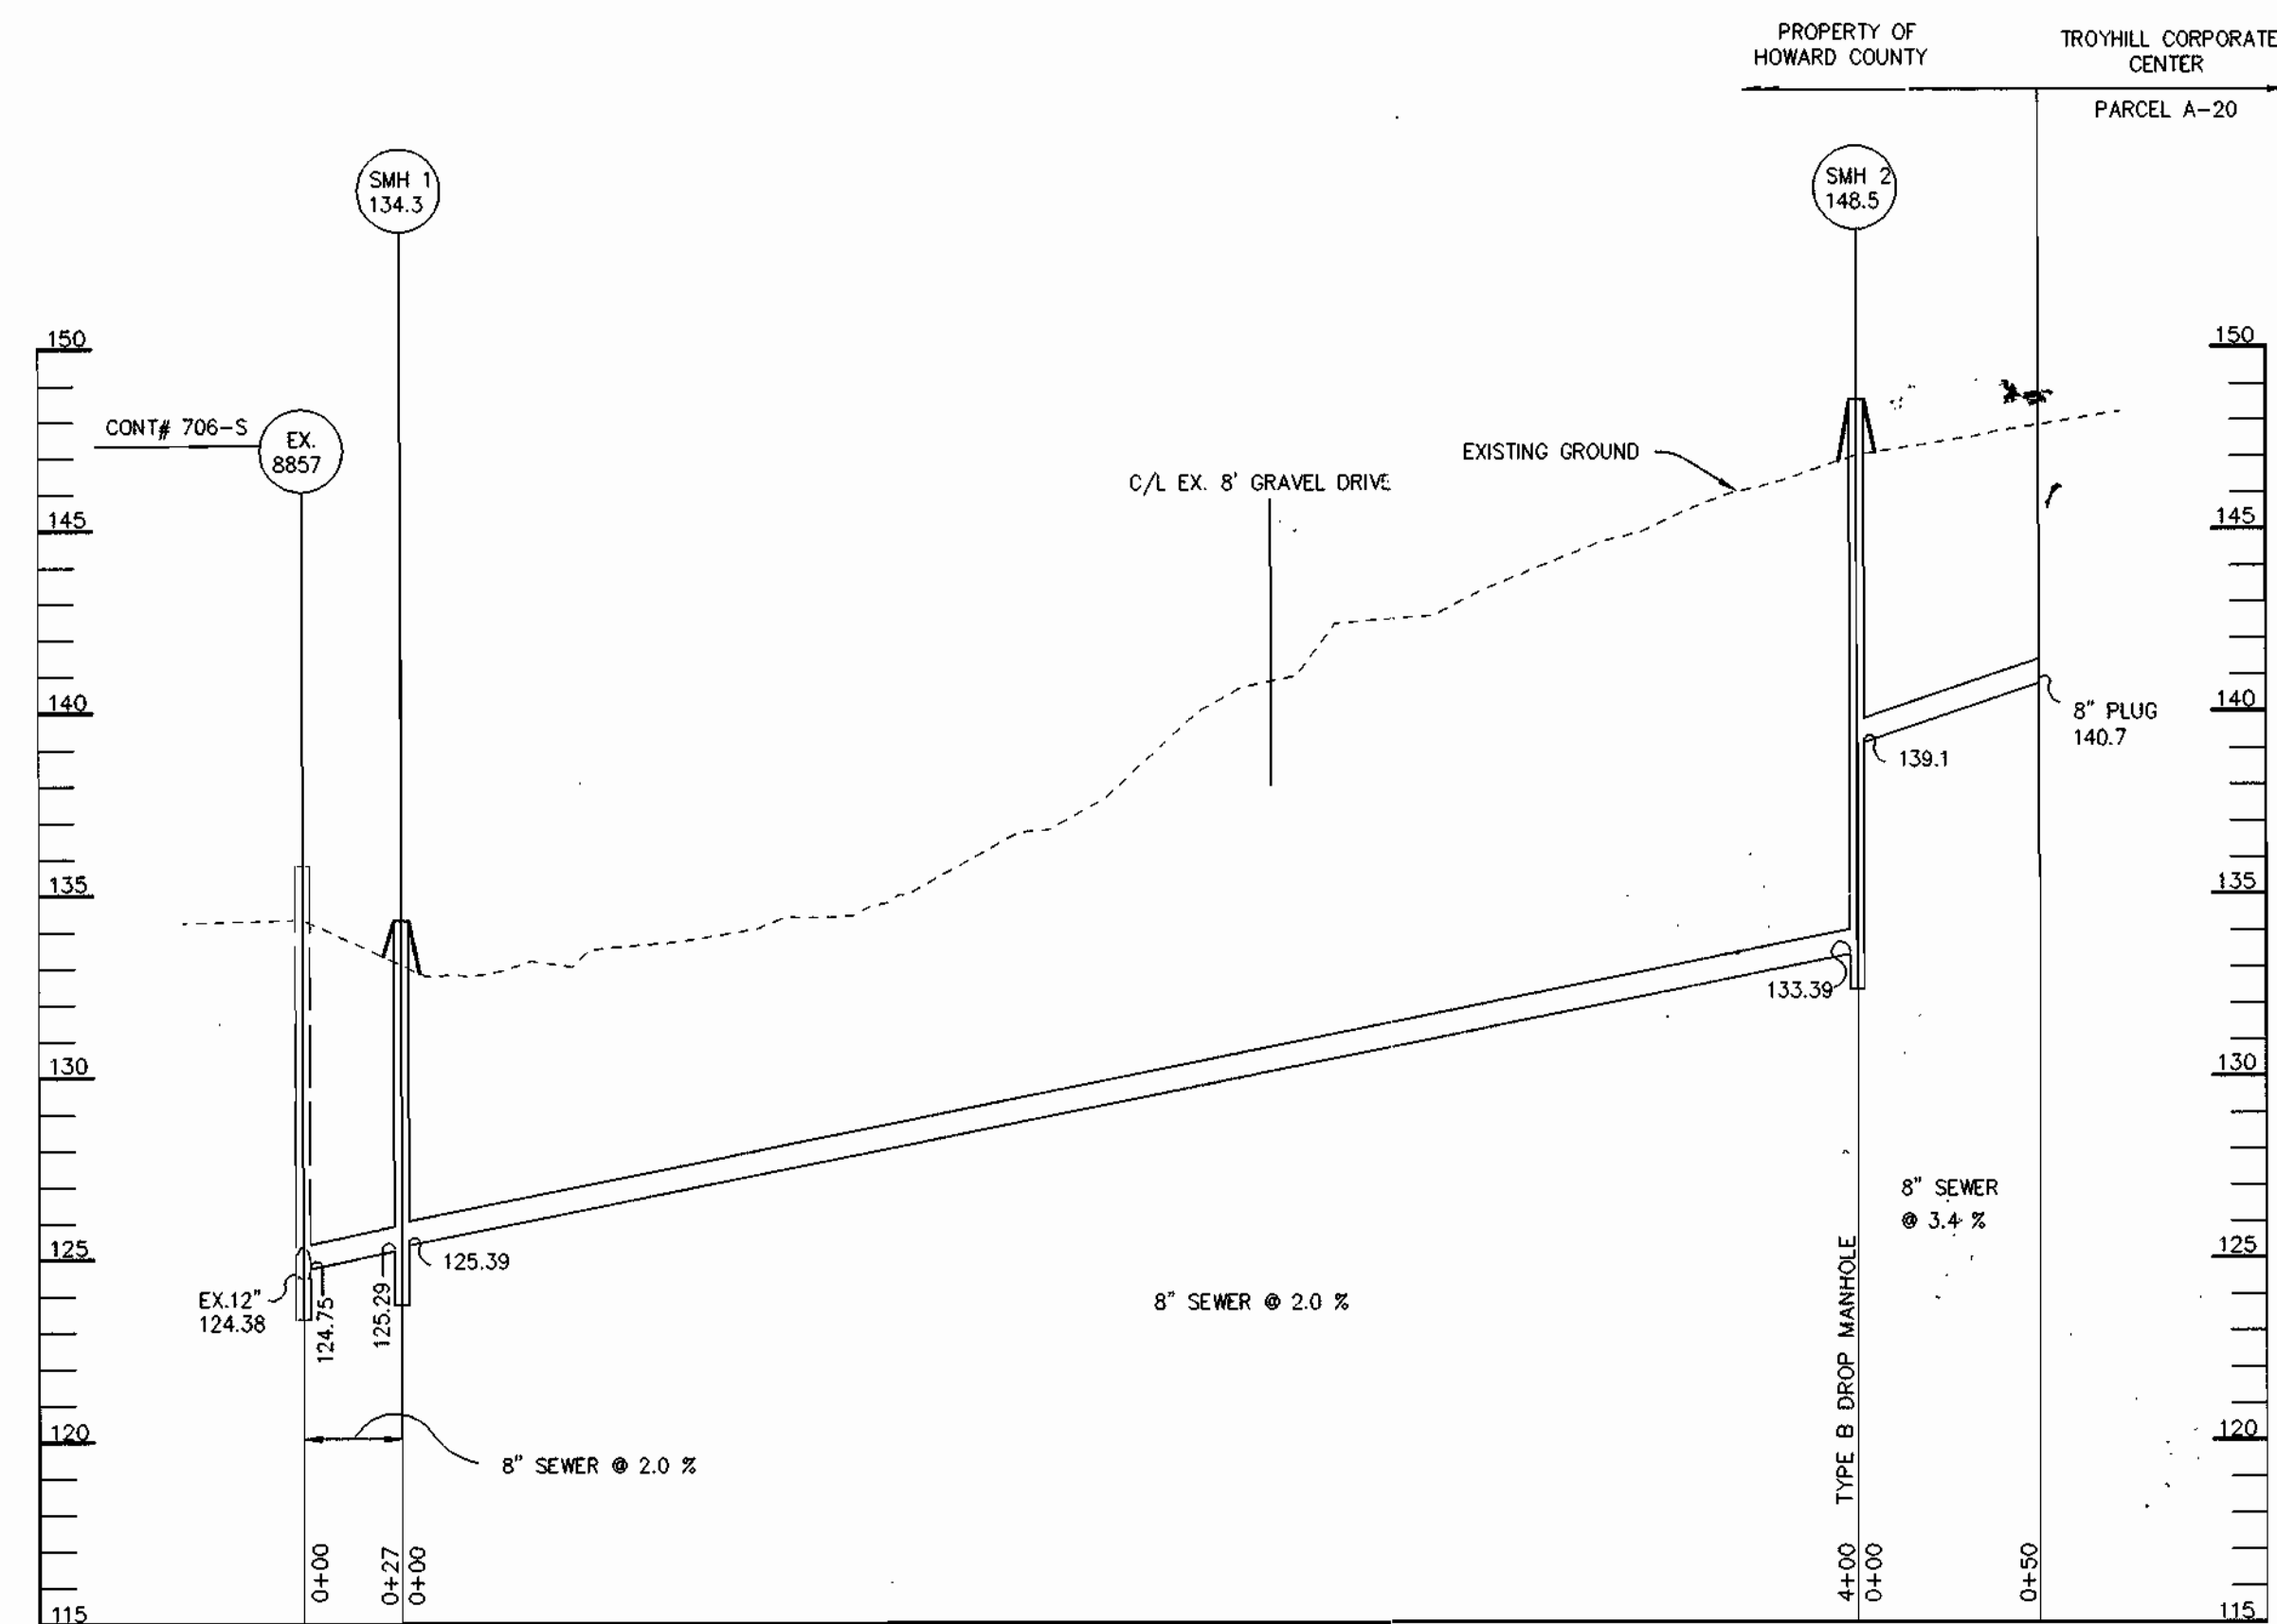 PROPERTY OF
HOWARD COUNTY
TROYHILL CORPORATE
CENTER
PARCEL A-20
SMH 1
134.3
SMH 2
148.5
150
150
CONT# 706-S
EX.
8857
EXISTING GROUND
C/L EX. 8' GRAVEL DRIVE
145
145
140
140
8" PLUG
140.7
139.1
135
135
133.39
130
130
8" SEWER
@ 3.4 %
125
125
125.39
EX.12"
124.38
124.75
125.29
8" SEWER @ 2.0 %
TYPE B DROP MANHOLE
120
120
8" SEWER @ 2.0 %
0+00
0+27
0+00
4+00
0+00
0+50
115
115